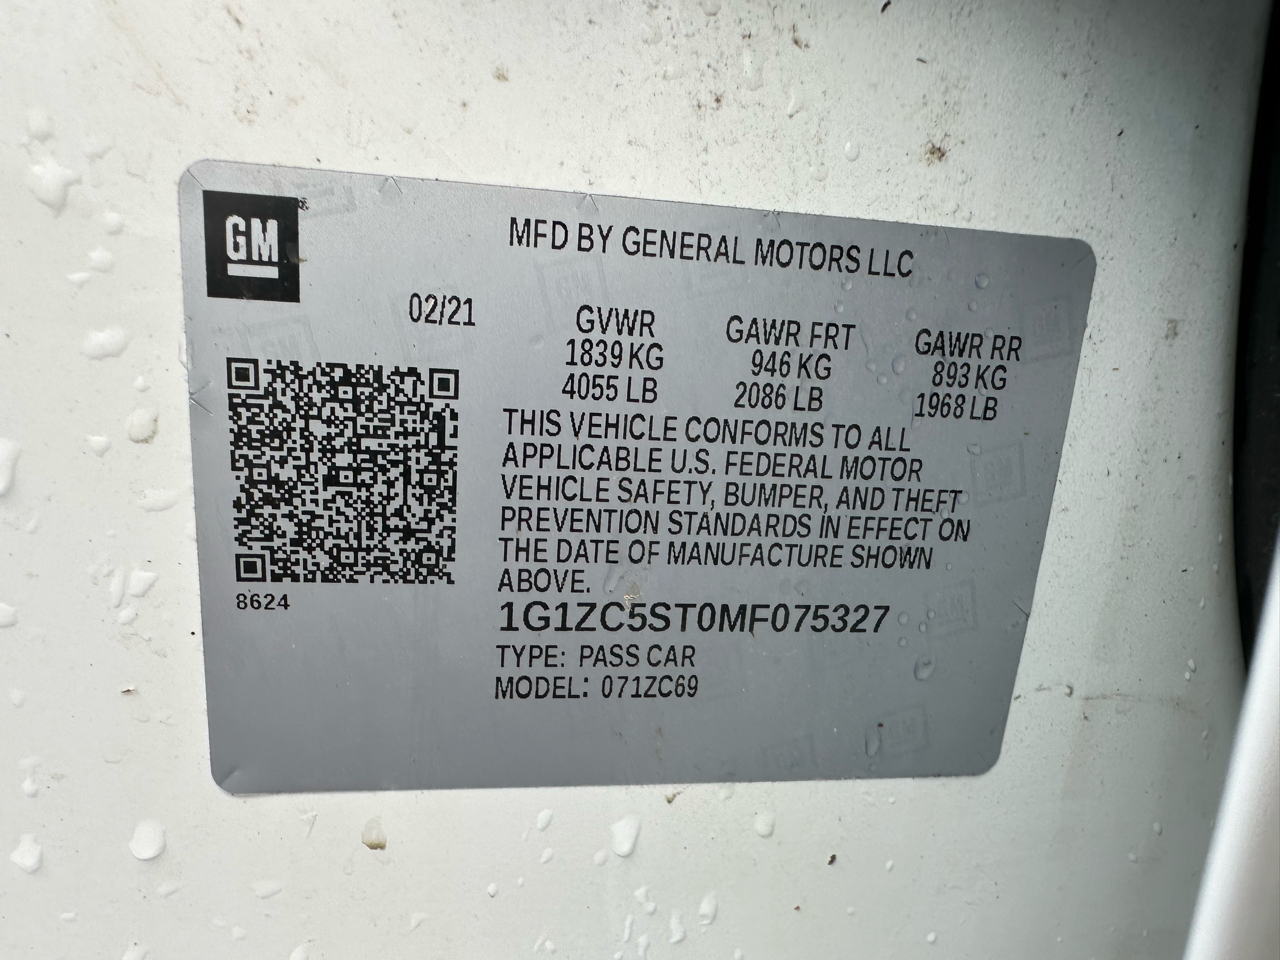 GM
MFD BY GENERAL MOTORS LLC
02/21
GVWR
1839 KG
4055 LB
GAWR FRT
946 KG
2086 LB
GAWR RR
893 KG
1968 LB
THIS VEHICLE CONFORMS TO ALL
APPLICABLE U.S. FEDERAL MOTOR
VEHICLE SAFETY, BUMPER, AND THEFT
PREVENTION STANDARDS IN EFFECT ON
THE DATE OF MANUFACTURE SHOWN
ABOVE.
8624
1G1ZC5ST0MF075327
TYPE: PASS CAR
MODEL: 071ZC69